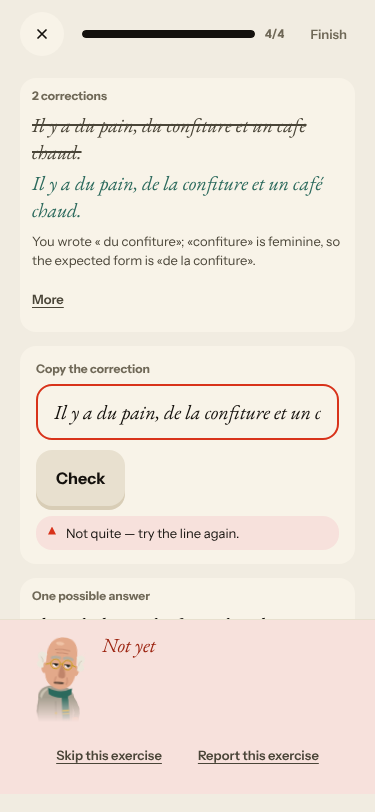 4/4 Finish
2 corrections
Il y a du pain, du confiture et un cafe
chaud.
Il y a du pain, de la confiture et un café
chaud.
You wrote « du confiture»; «confiture» is feminine, so
the expected form is «de la confiture».
More
Copy the correction
Il y a du pain, de la confiture et un c
Check
Not quite — try the line again.
One possible answer
Not yet
Skip this exercise Report this exercise